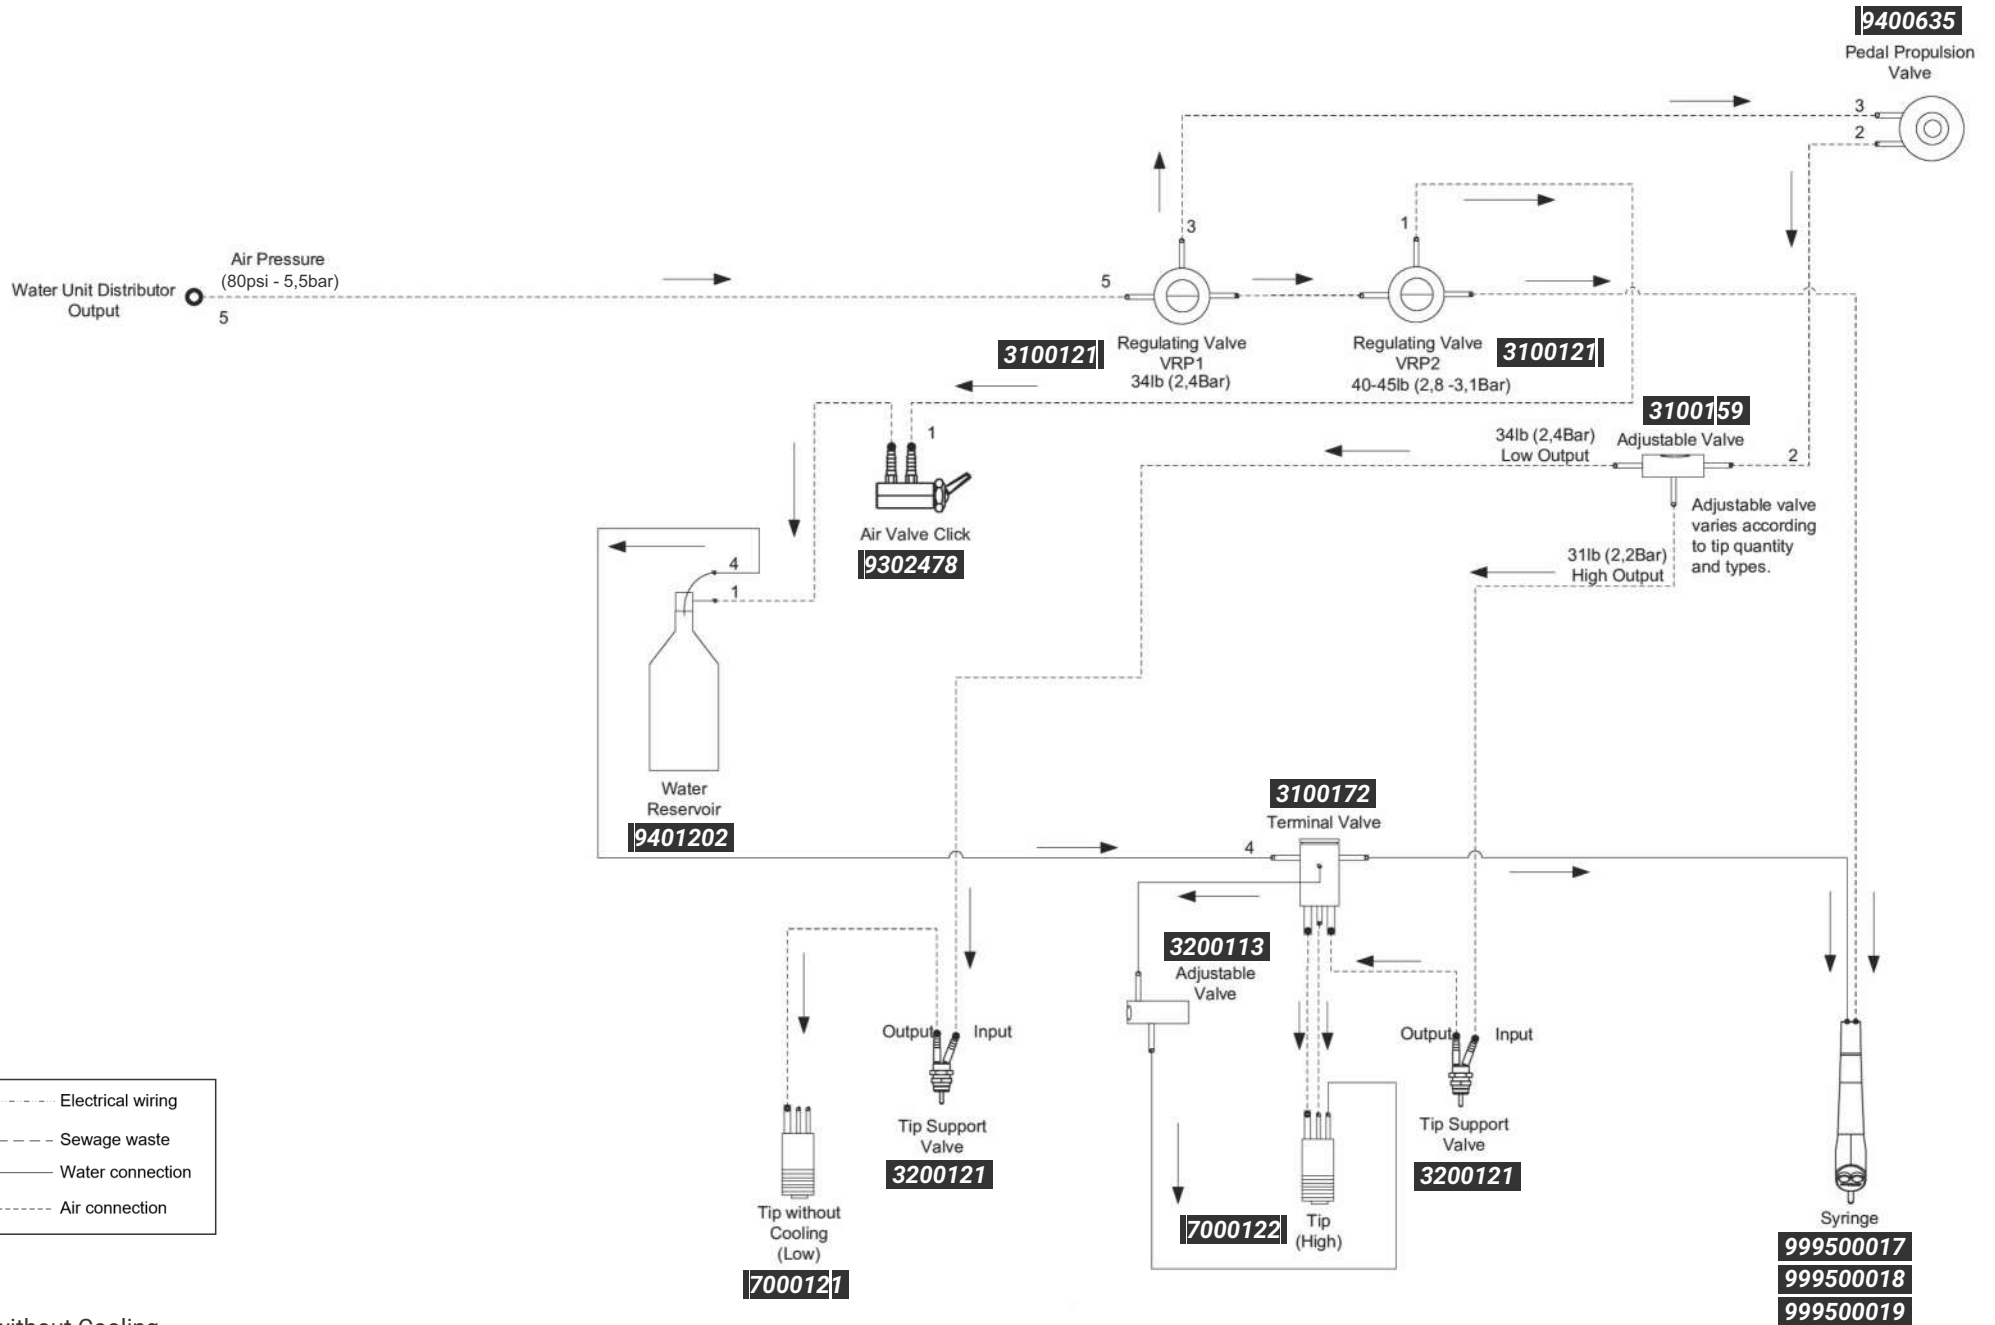 9400635
Pedal Propulsion
Valve
3
2
3
1
Air Pressure
(80psi - 5,5bar)
5
Water Unit Distributor
Output
5
3100121
Regulating Valve
VRP1
34lb (2,4Bar)
Regulating Valve
VRP2
40-45lb (2,8 -3,1Bar)
3100121
3100159
1
34lb (2,4Bar)
Low Output
Adjustable Valve
2
Adjustable valve
varies according
to tip quantity
and types.
Air Valve Click
9302478
31lb (2,2Bar)
High Output
4
1
Water
Reservoir
9401202
3100172
Terminal Valve
4
3200113
Adjustable
Valve
Output
Input
Output
Input
Electrical wiring
Sewage waste
Water connection
Air connection
Tip Support
Valve
3200121
Tip Support
Valve
3200121
Tip without
Cooling
(Low)
7000121
7000122
Tip
(High)
Syringe
999500017
999500018
999500019
without Cooling